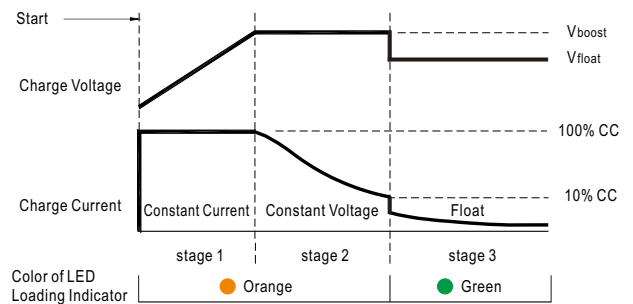 Start
Vboost
Vfloat
Charge Voltage
100% CC
10% CC
Charge Current
Constant Current
Constant Voltage
Float
stage 1
stage 2
stage 3
Color of LED
Loading Indicator
Orange
Green